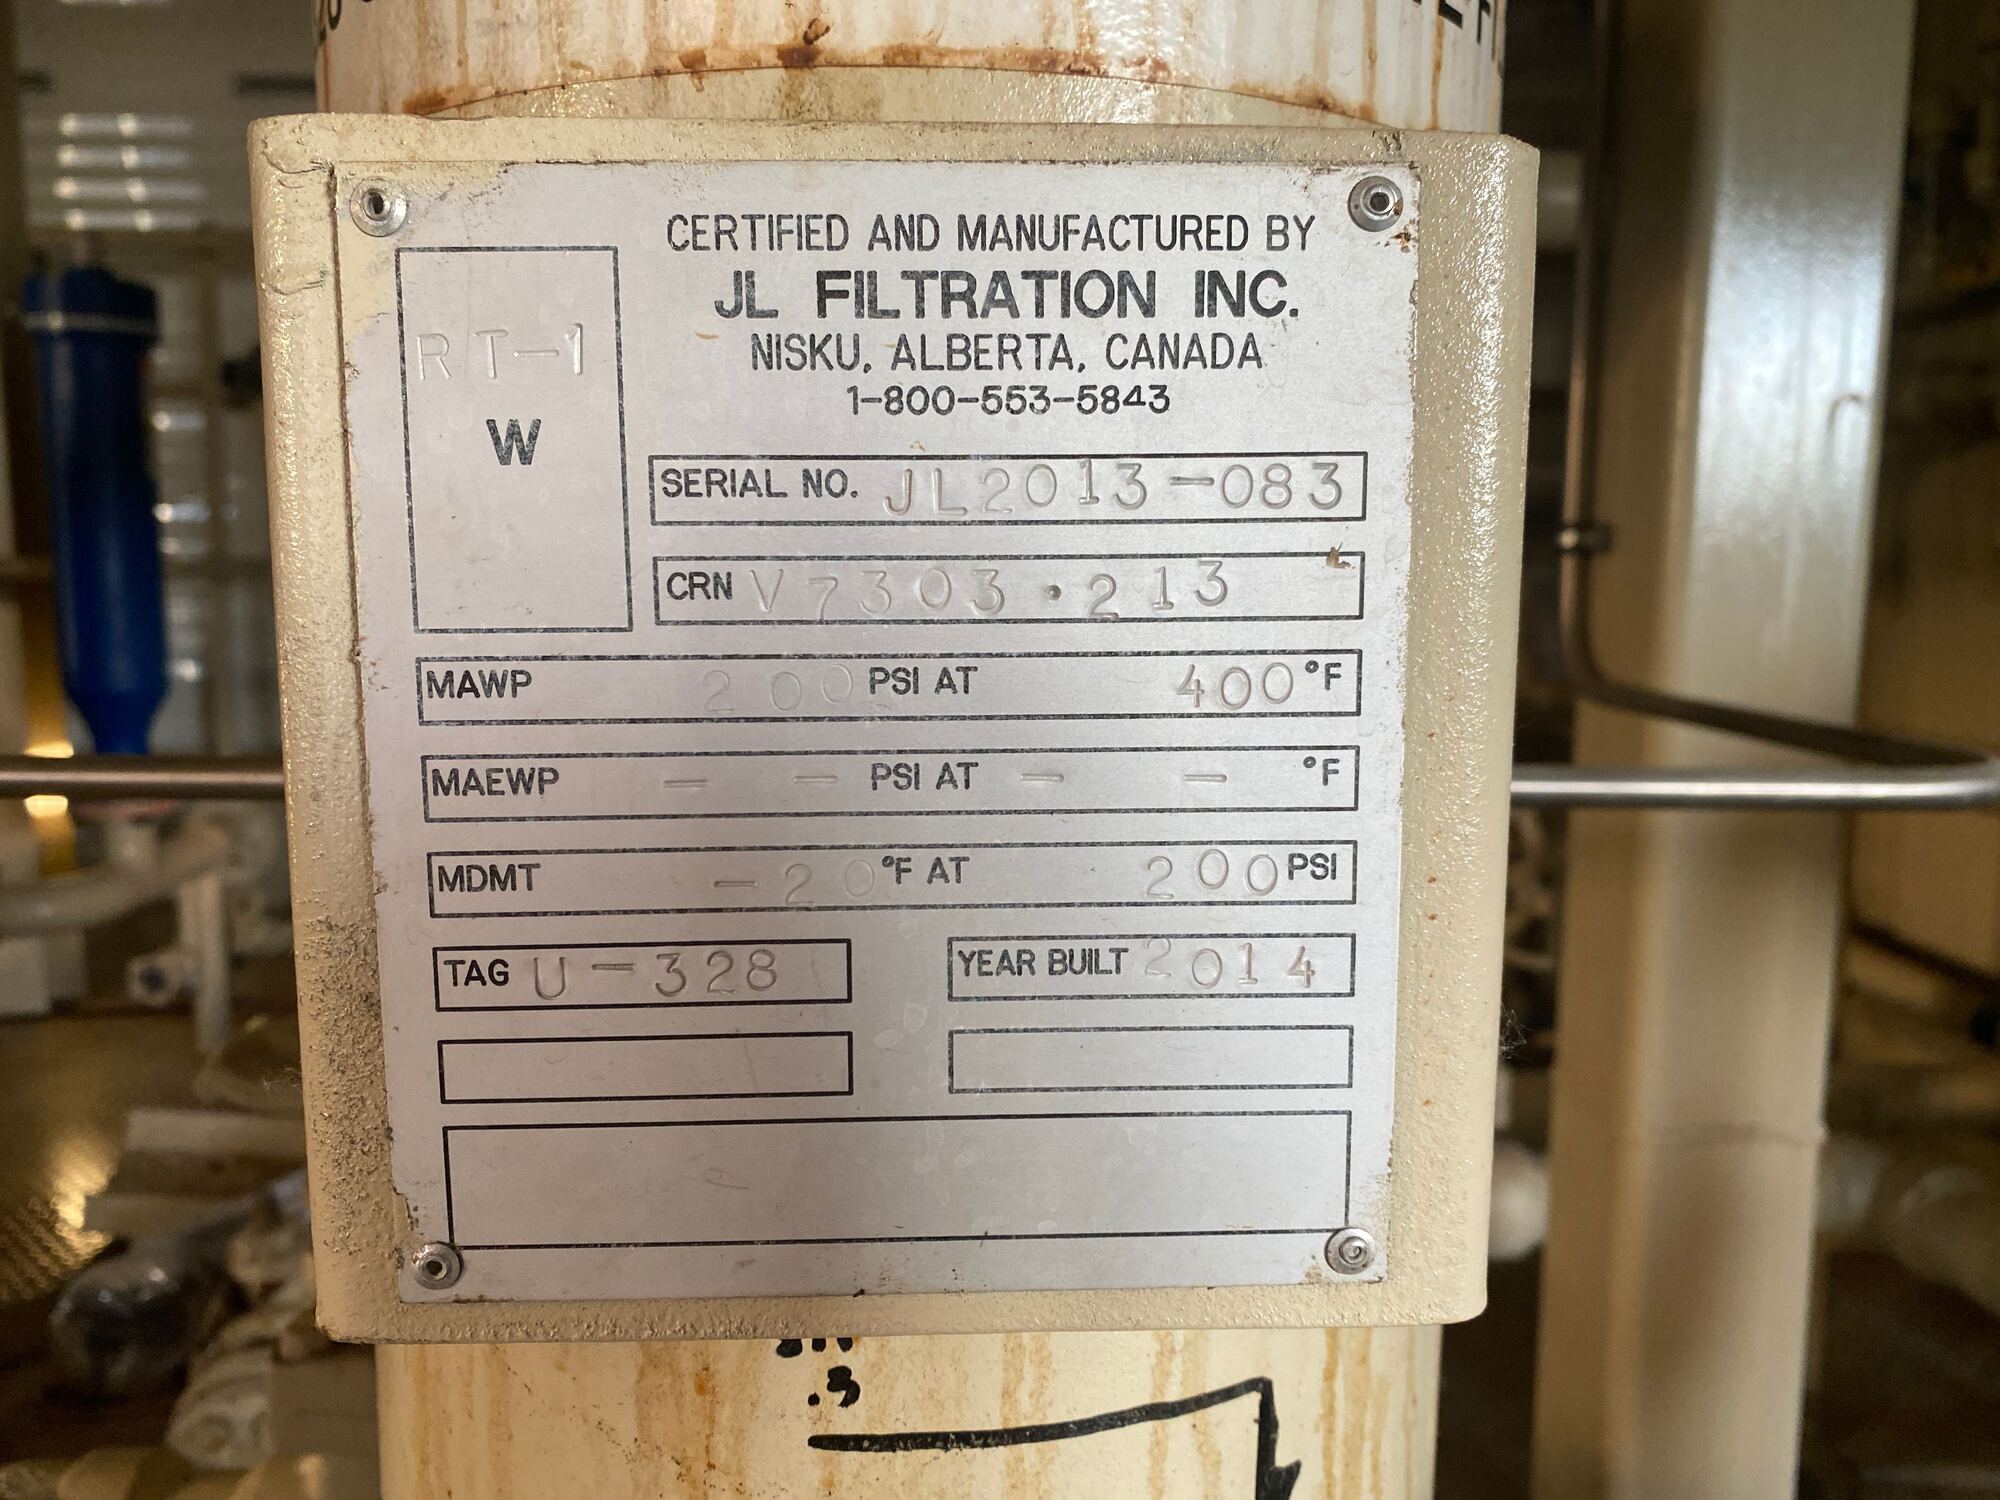 CERTIFIED AND MANUFACTURED BY
JL FILTRATION INC.
NISKU, ALBERTA, CANADA
1-800-553-5843
RT-1
W
SERIAL NO. JL2013-083
CRN V7303.213
MAWP 200 PSI AT 400 °F
MAEWP - - PSI AT - - °F
MDMT -20 °F AT 200 PSI
TAG U-328
YEAR BUILT 2014
.3